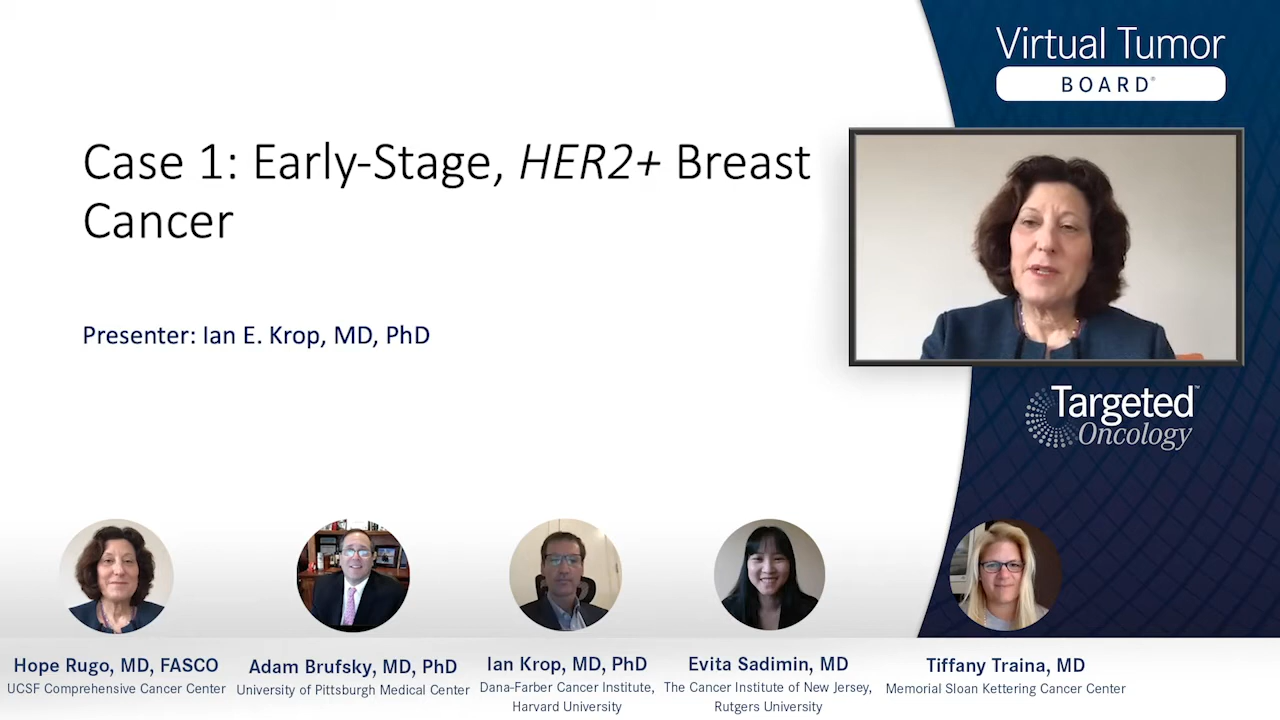 Virtual Tumor
BOARD®
Case 1: Early-Stage, HER2+ Breast
Cancer
Presenter: Ian E. Krop, MD, PhD
Targeted™
Oncology
Hope Rugo, MD, FASCO
UCSF Comprehensive Cancer Center
Adam Brufsky, MD, PhD
University of Pittsburgh Medical Center
Ian Krop, MD, PhD
Dana-Farber Cancer Institute,
Harvard University
Evita Sadimin, MD
The Cancer Institute of New Jersey,
Rutgers University
Tiffany Traina, MD
Memorial Sloan Kettering Cancer Center